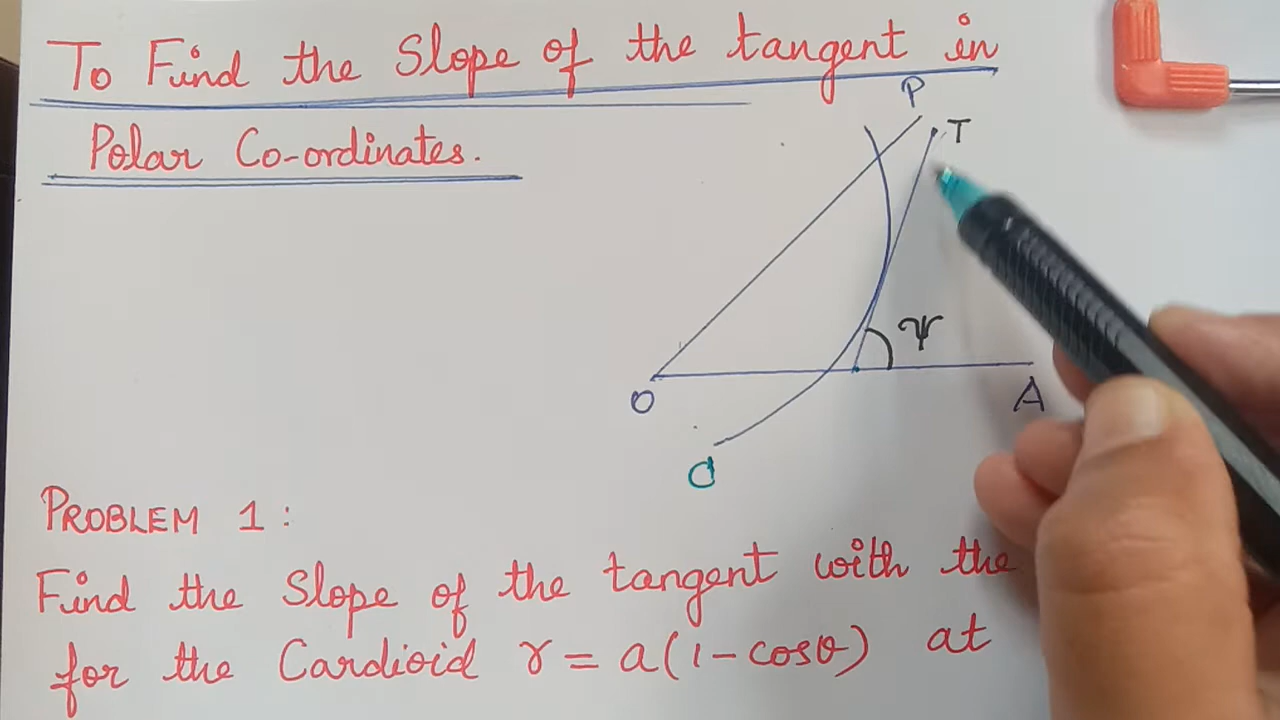 To Find the Slope of the tangent in
Polar Co-ordinates.
P
T
ψ
O
A
C
PROBLEM 1:
Find the Slope of the tangent with the
for the Cardioid r = a(1-cosθ) at